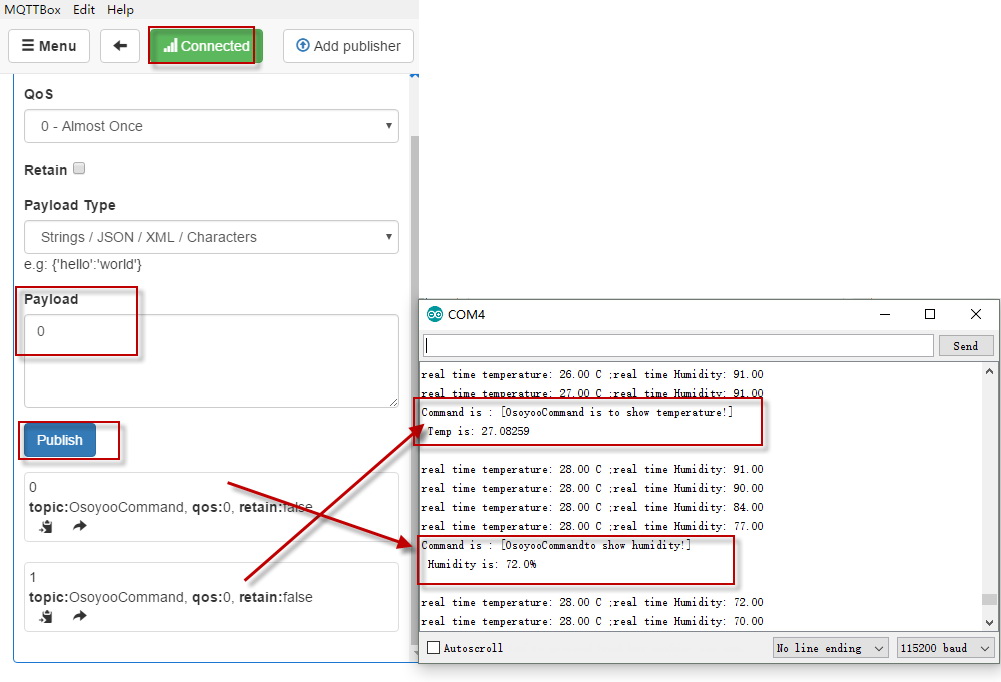 MQTTBox Edit Help
Menu
Connected
Add publisher
QoS
0 - Almost Once
Retain
Payload Type
Strings / JSON / XML / Characters
e.g: {'hello':'world'}
Payload
0
Publish
0
topic:OsoyooCommand, qos:0, retain:false
1
topic:OsoyooCommand, qos:0, retain:false
COM4
Send
real time temperature: 26.00 C ;real time Humidity: 91.00
real time temperature: 27.00 C ;real time Humidity: 91.00
Command is : [OsoyooCommand is to show temperature!]
Temp is: 27.08259
real time temperature: 28.00 C ;real time Humidity: 91.00
real time temperature: 28.00 C ;real time Humidity: 90.00
real time temperature: 28.00 C ;real time Humidity: 84.00
real time temperature: 28.00 C ;real time Humidity: 77.00
Command is : [OsoyooCommandto show humidity!]
Humidity is: 72.0%
real time temperature: 28.00 C ;real time Humidity: 72.00
real time temperature: 28.00 C ;real time Humidity: 70.00
Autoscroll
No line ending
115200 baud